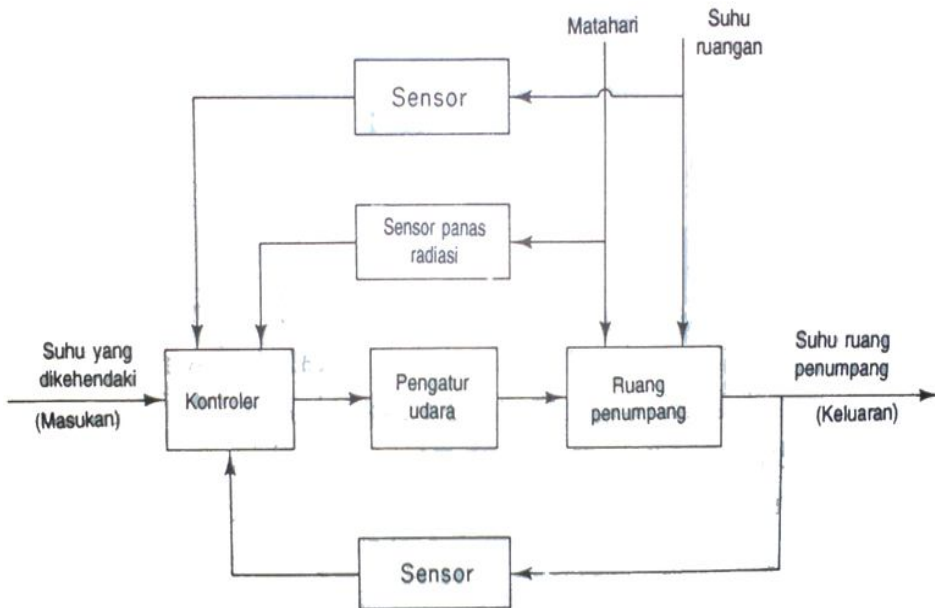 Matahari
Suhu
ruangan
Sensor
Sensor panas
radiasi
Suhu yang
dikehendaki
(Masukan)
Kontroler
Pengatur
udara
Ruang
penumpang
Suhu ruang
penumpang
(Keluaran)
Sensor